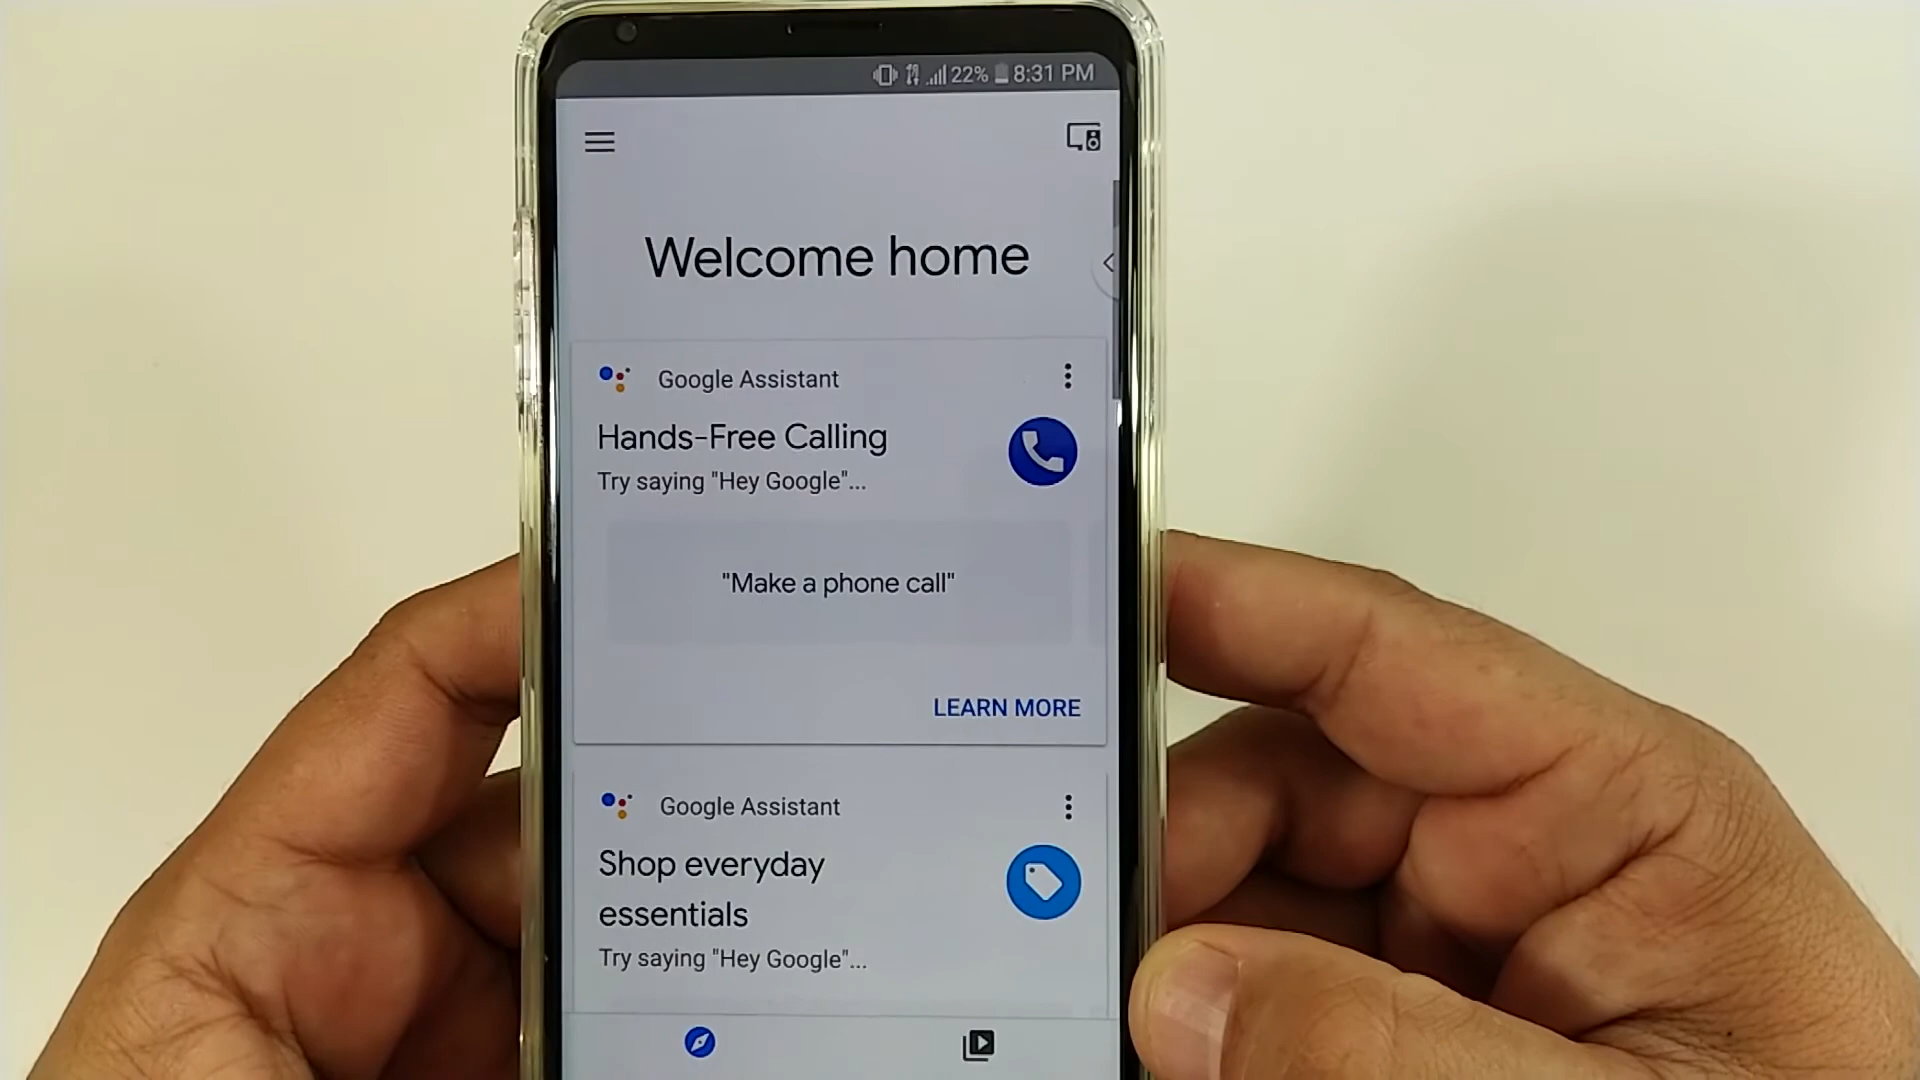 22% 8:31 PM
Welcome home
Google Assistant
Hands-Free Calling
Try saying "Hey Google"...
"Make a phone call"
LEARN MORE
Google Assistant
Shop everyday
essentials
Try saying "Hey Google"...